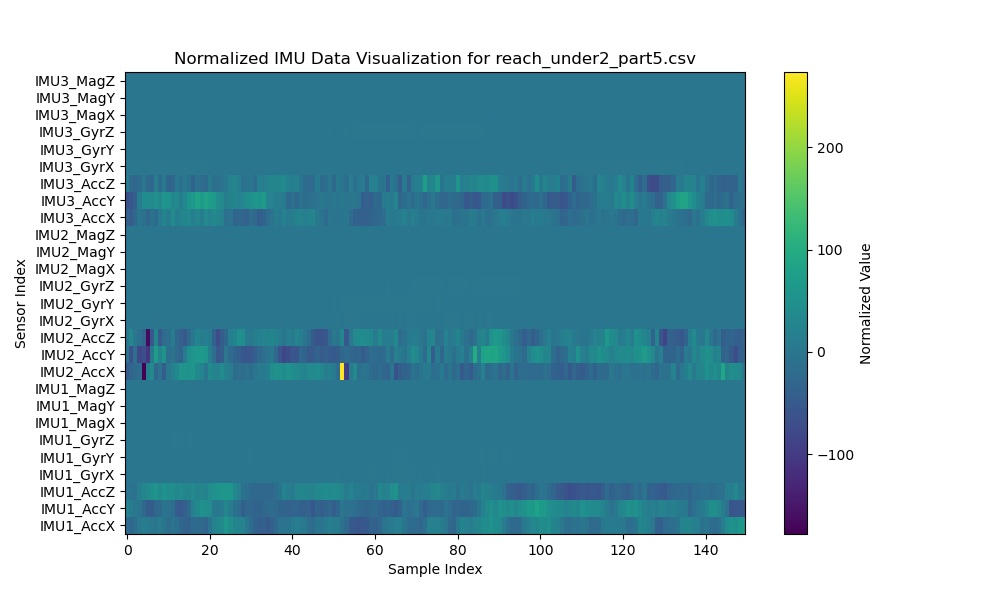 Normalized IMU Data Visualization for reach_under2_part5.csv
IMU3_MagZ
IMU3_MagY
IMU3_MagX
IMU3_GyrZ
IMU3_GyrY
IMU3_GyrX
IMU3_AccZ
IMU3_AccY
IMU3_AccX
IMU2_MagZ
IMU2_MagY
IMU2_MagX
IMU2_GyrZ
IMU2_GyrY
IMU2_GyrX
IMU2_AccZ
IMU2_AccY
IMU2_AccX
IMU1_MagZ
IMU1_MagY
IMU1_MagX
IMU1_GyrZ
IMU1_GyrY
IMU1_GyrX
IMU1_AccZ
IMU1_AccY
IMU1_AccX
Sensor Index
0 20 40 60 80 100 120 140
Sample Index
200
100
0
−100
Normalized Value